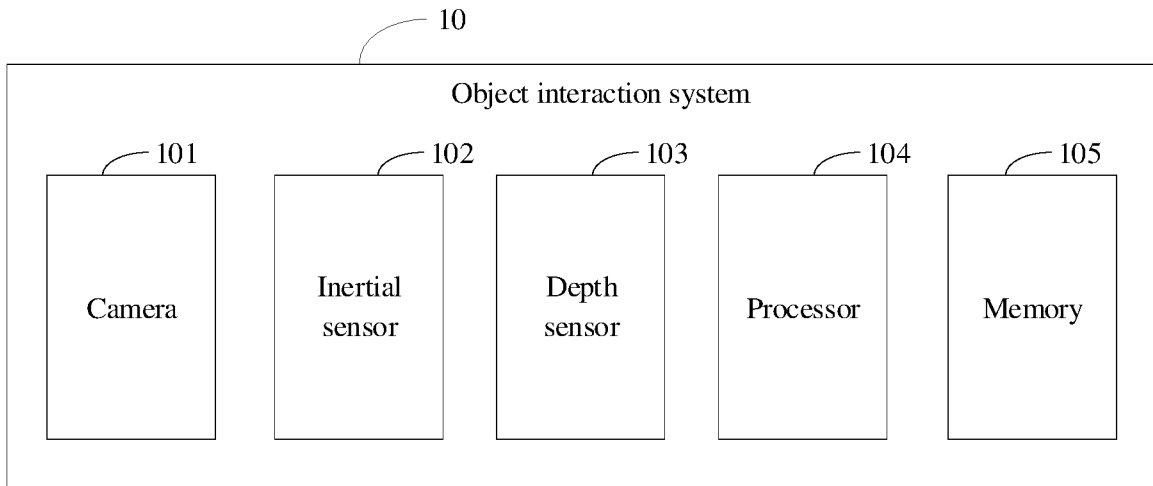 10
Object interaction system
101
102
103
104
105
Camera
Inertial
sensor
Depth
sensor
Processor
Memory